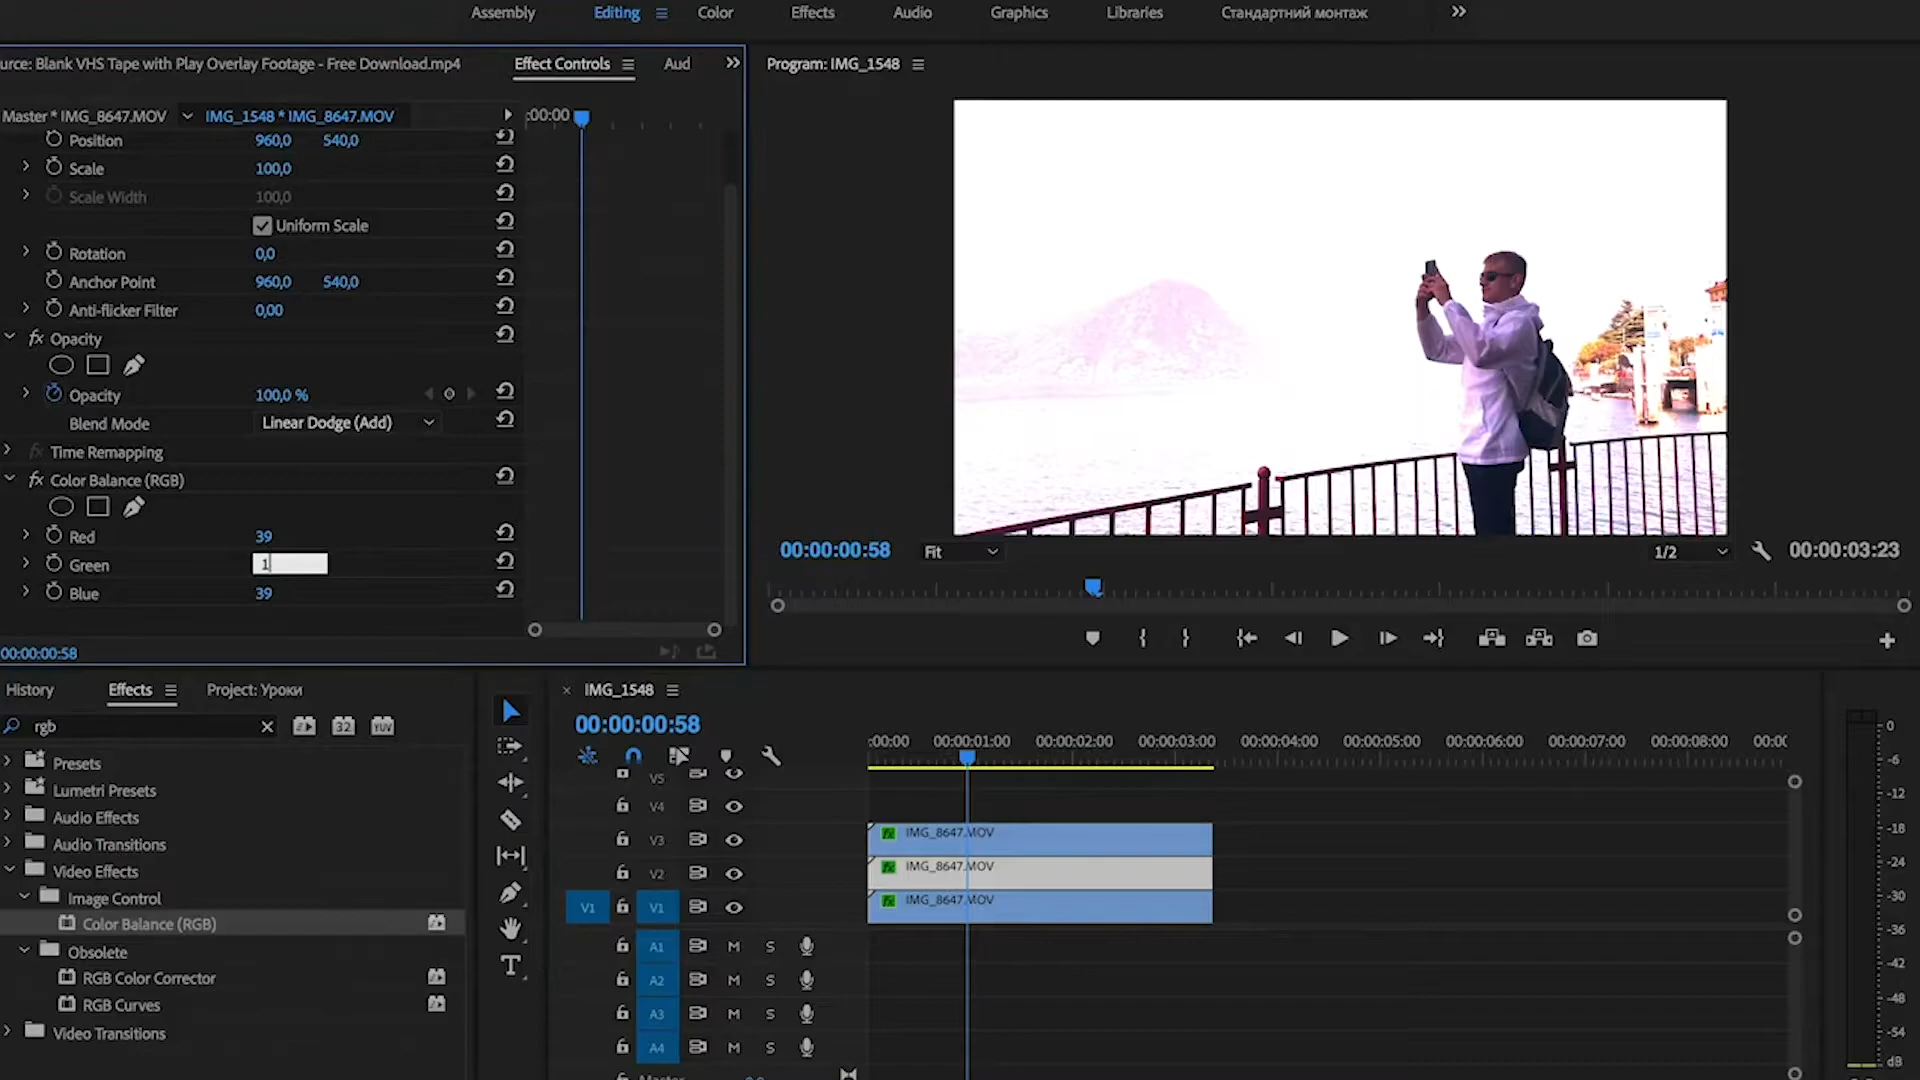 Assembly Editing Color Effects Audio Graphics Libraries Стандартний монтаж
urce: Blank VHS Tape with Play Overlay Footage - Free Download.mp4 Effect Controls Aud
Master * IMG_8647.MOV IMG_1548 * IMG_8647.MOV :00:00
Position 960,0 540,0
Scale 100,0
Scale Width 100,0
Uniform Scale
Rotation 0,0
Anchor Point 960,0 540,0
Anti-flicker Filter 0,00
fx Opacity
Opacity 100,0 %
Blend Mode Linear Dodge (Add)
fx Time Remapping
fx Color Balance (RGB)
Red 39
Green 1
Blue 39
00:00:00:58
Program: IMG_1548
00:00:00:58 Fit 1/2 00:00:03:23
History Effects Project: Уроки
rgb 32 YUV
Presets
Lumetri Presets
Audio Effects
Audio Transitions
Video Effects
Image Control
Color Balance (RGB)
Obsolete
RGB Color Corrector
RGB Curves
Video Transitions
IMG_1548
00:00:00:58
:00:00 00:00:01:00 00:00:02:00 00:00:03:00 00:00:04:00 00:00:05:00 00:00:06:00 00:00:07:00 00:00:08:00 00:00
V5
V4
V3 fx IMG_8647.MOV
V2 fx IMG_8647.MOV
V1 V1 fx IMG_8647.MOV
A1 M S
A2 M S
A3 M S
A4 M S
0
-6
-12
-18
-24
-30
-36
-42
-48
-54
dB